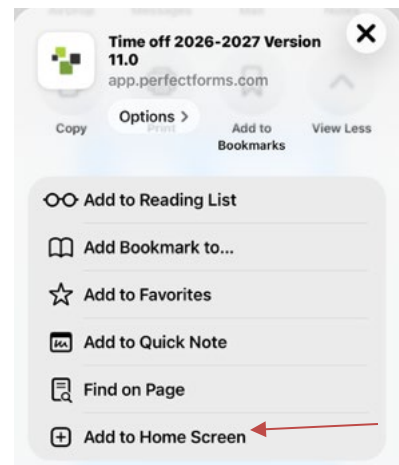 Time off 2026-2027 Version
11.0
app.perfectforms.com
Options >
Copy
Print
Add to
Bookmarks
View Less
Add to Reading List
Add Bookmark to...
Add to Favorites
Add to Quick Note
Find on Page
Add to Home Screen